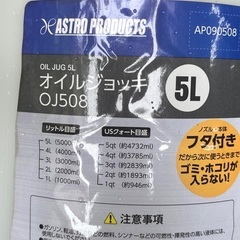 ASTRO PRODUCTS
AP090508
OIL JUG 5L
オイルジョッキ
OJ508
5L
リットル目盛
USクォート目盛
5L (5000
4L (4000
3L (3000
2L (2000
1L (1000
5qt (約4732ml)
4qt (約3785ml)
3qt (約2839ml)
2qt (約1893ml)
1qt (約946ml)
フタ付き
ノズル・本体
だから次に使うときまで
ゴミ・ホコリが
入らない!
注意事項